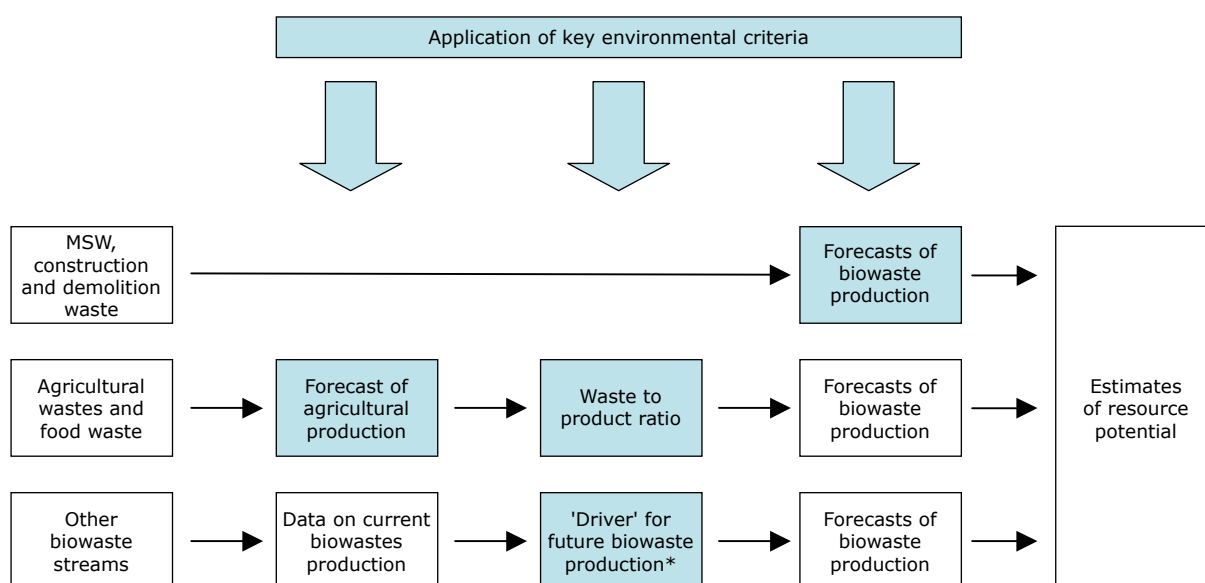 Application of key environmental criteria
MSW,
construction
and demolition
waste
Forecasts of
biowaste
production
Agricultural
wastes and
food waste
Forecast of
agricultural
production
Waste to
product ratio
Forecasts of
biowaste
production
Estimates
of resource
potential
Other
biowaste
streams
Data on current
biowastes
production
'Driver' for
future biowaste
production*
Forecasts of
biowaste
production